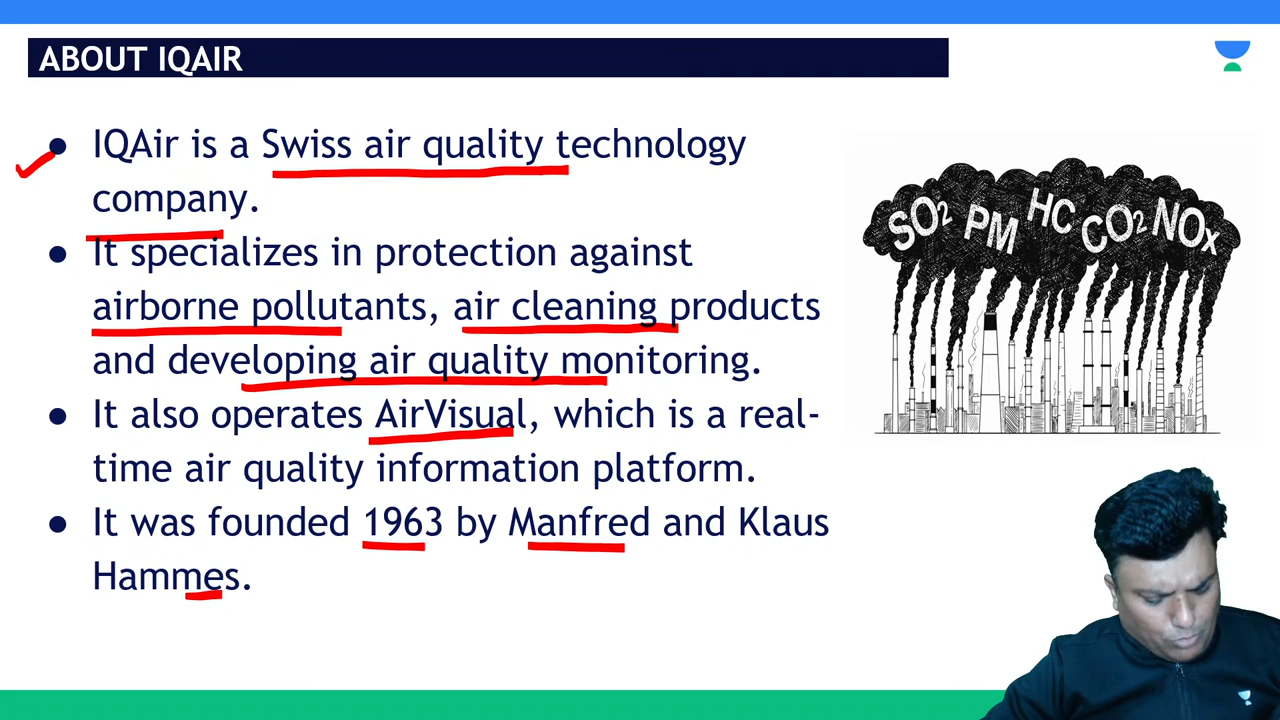 ABOUT IQAIR
● IQAir is a Swiss air quality technology
company.
● It specializes in protection against
airborne pollutants, air cleaning products
and developing air quality monitoring.
● It also operates AirVisual, which is a real-
time air quality information platform.
● It was founded 1963 by Manfred and Klaus
Hammes.
SO2 PM HC CO2 NOx